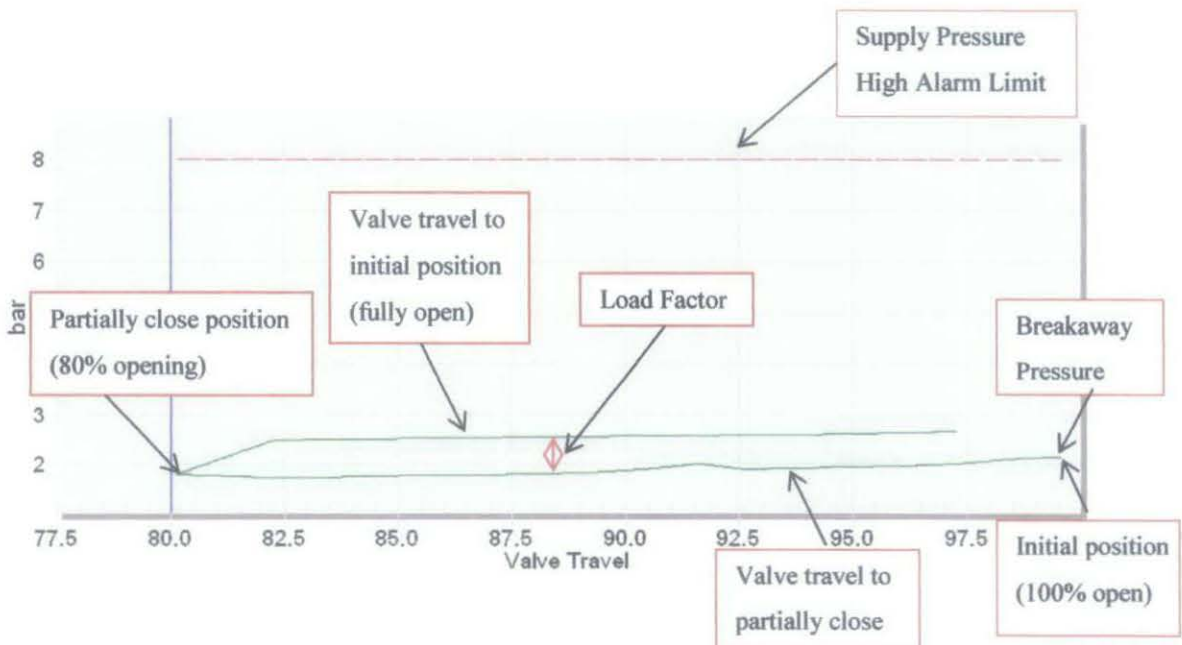 Supply Pressure
High Alarm Limit
8
7
6
Valve travel to
initial position
(fully open)
Load Factor
bar
Partially close position
(80% opening)
Breakaway
Pressure
3
2
77.5 80.0 82.5 85.0 87.5 90.0 92.5 95.0 97.5
Valve Travel
Initial position
(100% open)
Valve travel to
partially close